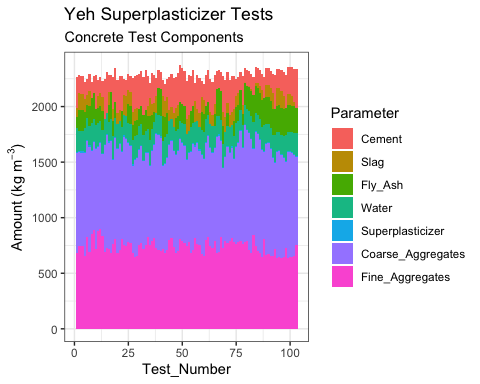 Yeh Superplasticizer Tests
Concrete Test Components
Amount (kg m⁻³)
2000
1500
1000
500
0
0
25
50
75
100
Test_Number
Parameter
Cement
Slag
Fly_Ash
Water
Superplasticizer
Coarse_Aggregates
Fine_Aggregates